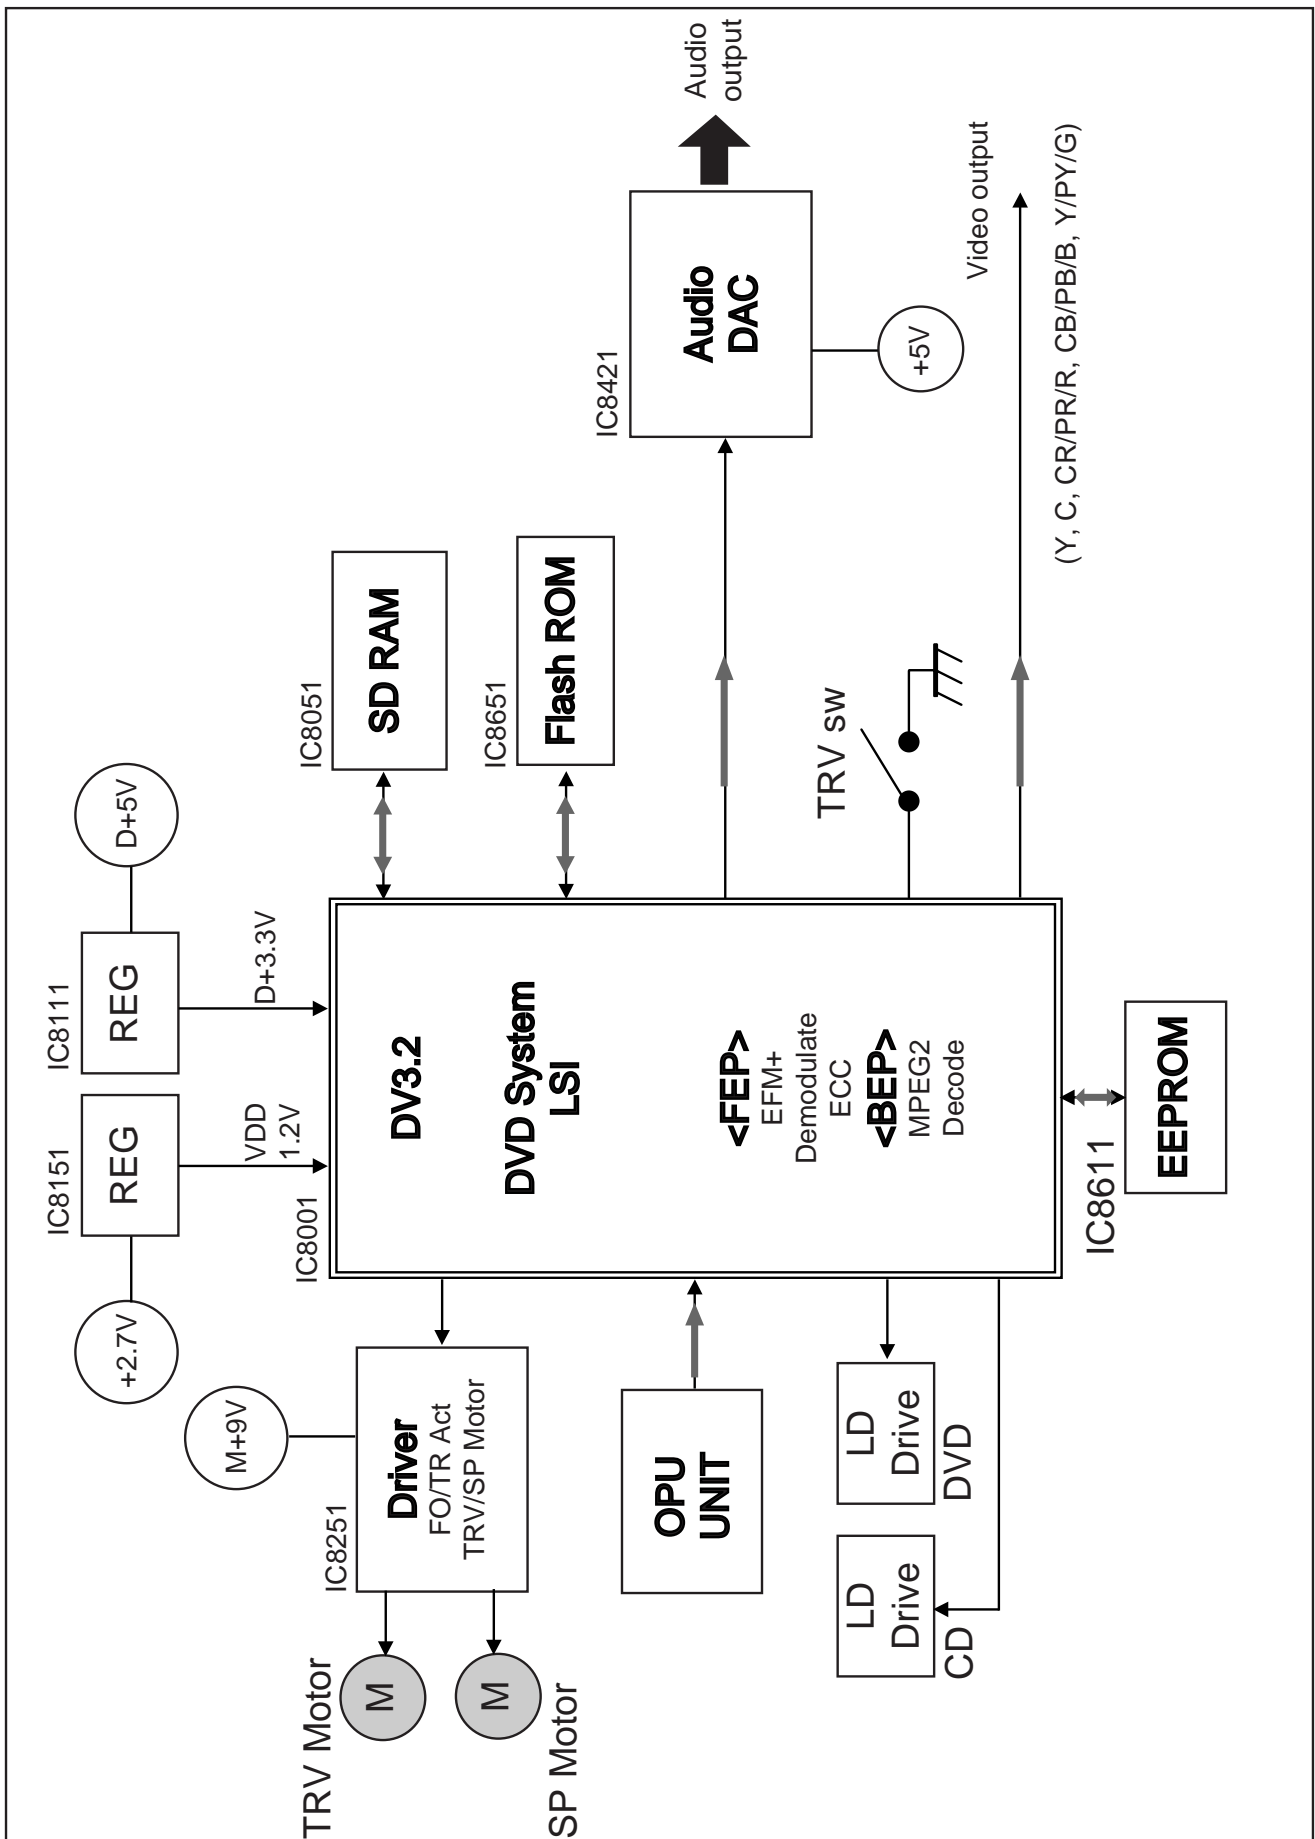 +2.7V
IC8151
REG
VDD
1.2V
IC8111
REG
D+3.3V
D+5V
M+9V
IC8251
Driver
FO/TR Act
TRV/SP Motor
TRV Motor
M
M
SP Motor
IC8001
DV3.2
DVD System
LSI
<FEP>
EFM+
Demodulate
ECC
<BEP>
MPEG2
Decode
IC8051
SD RAM
IC8651
Flash ROM
OPU
UNIT
IC8421
Audio
DAC
Audio
output
+5V
LD
Drive
CD
LD
Drive
DVD
TRV sw
Video output
(Y, C, CR/PR/R, CB/PB/B, Y/PY/G)
IC8611
EEPROM